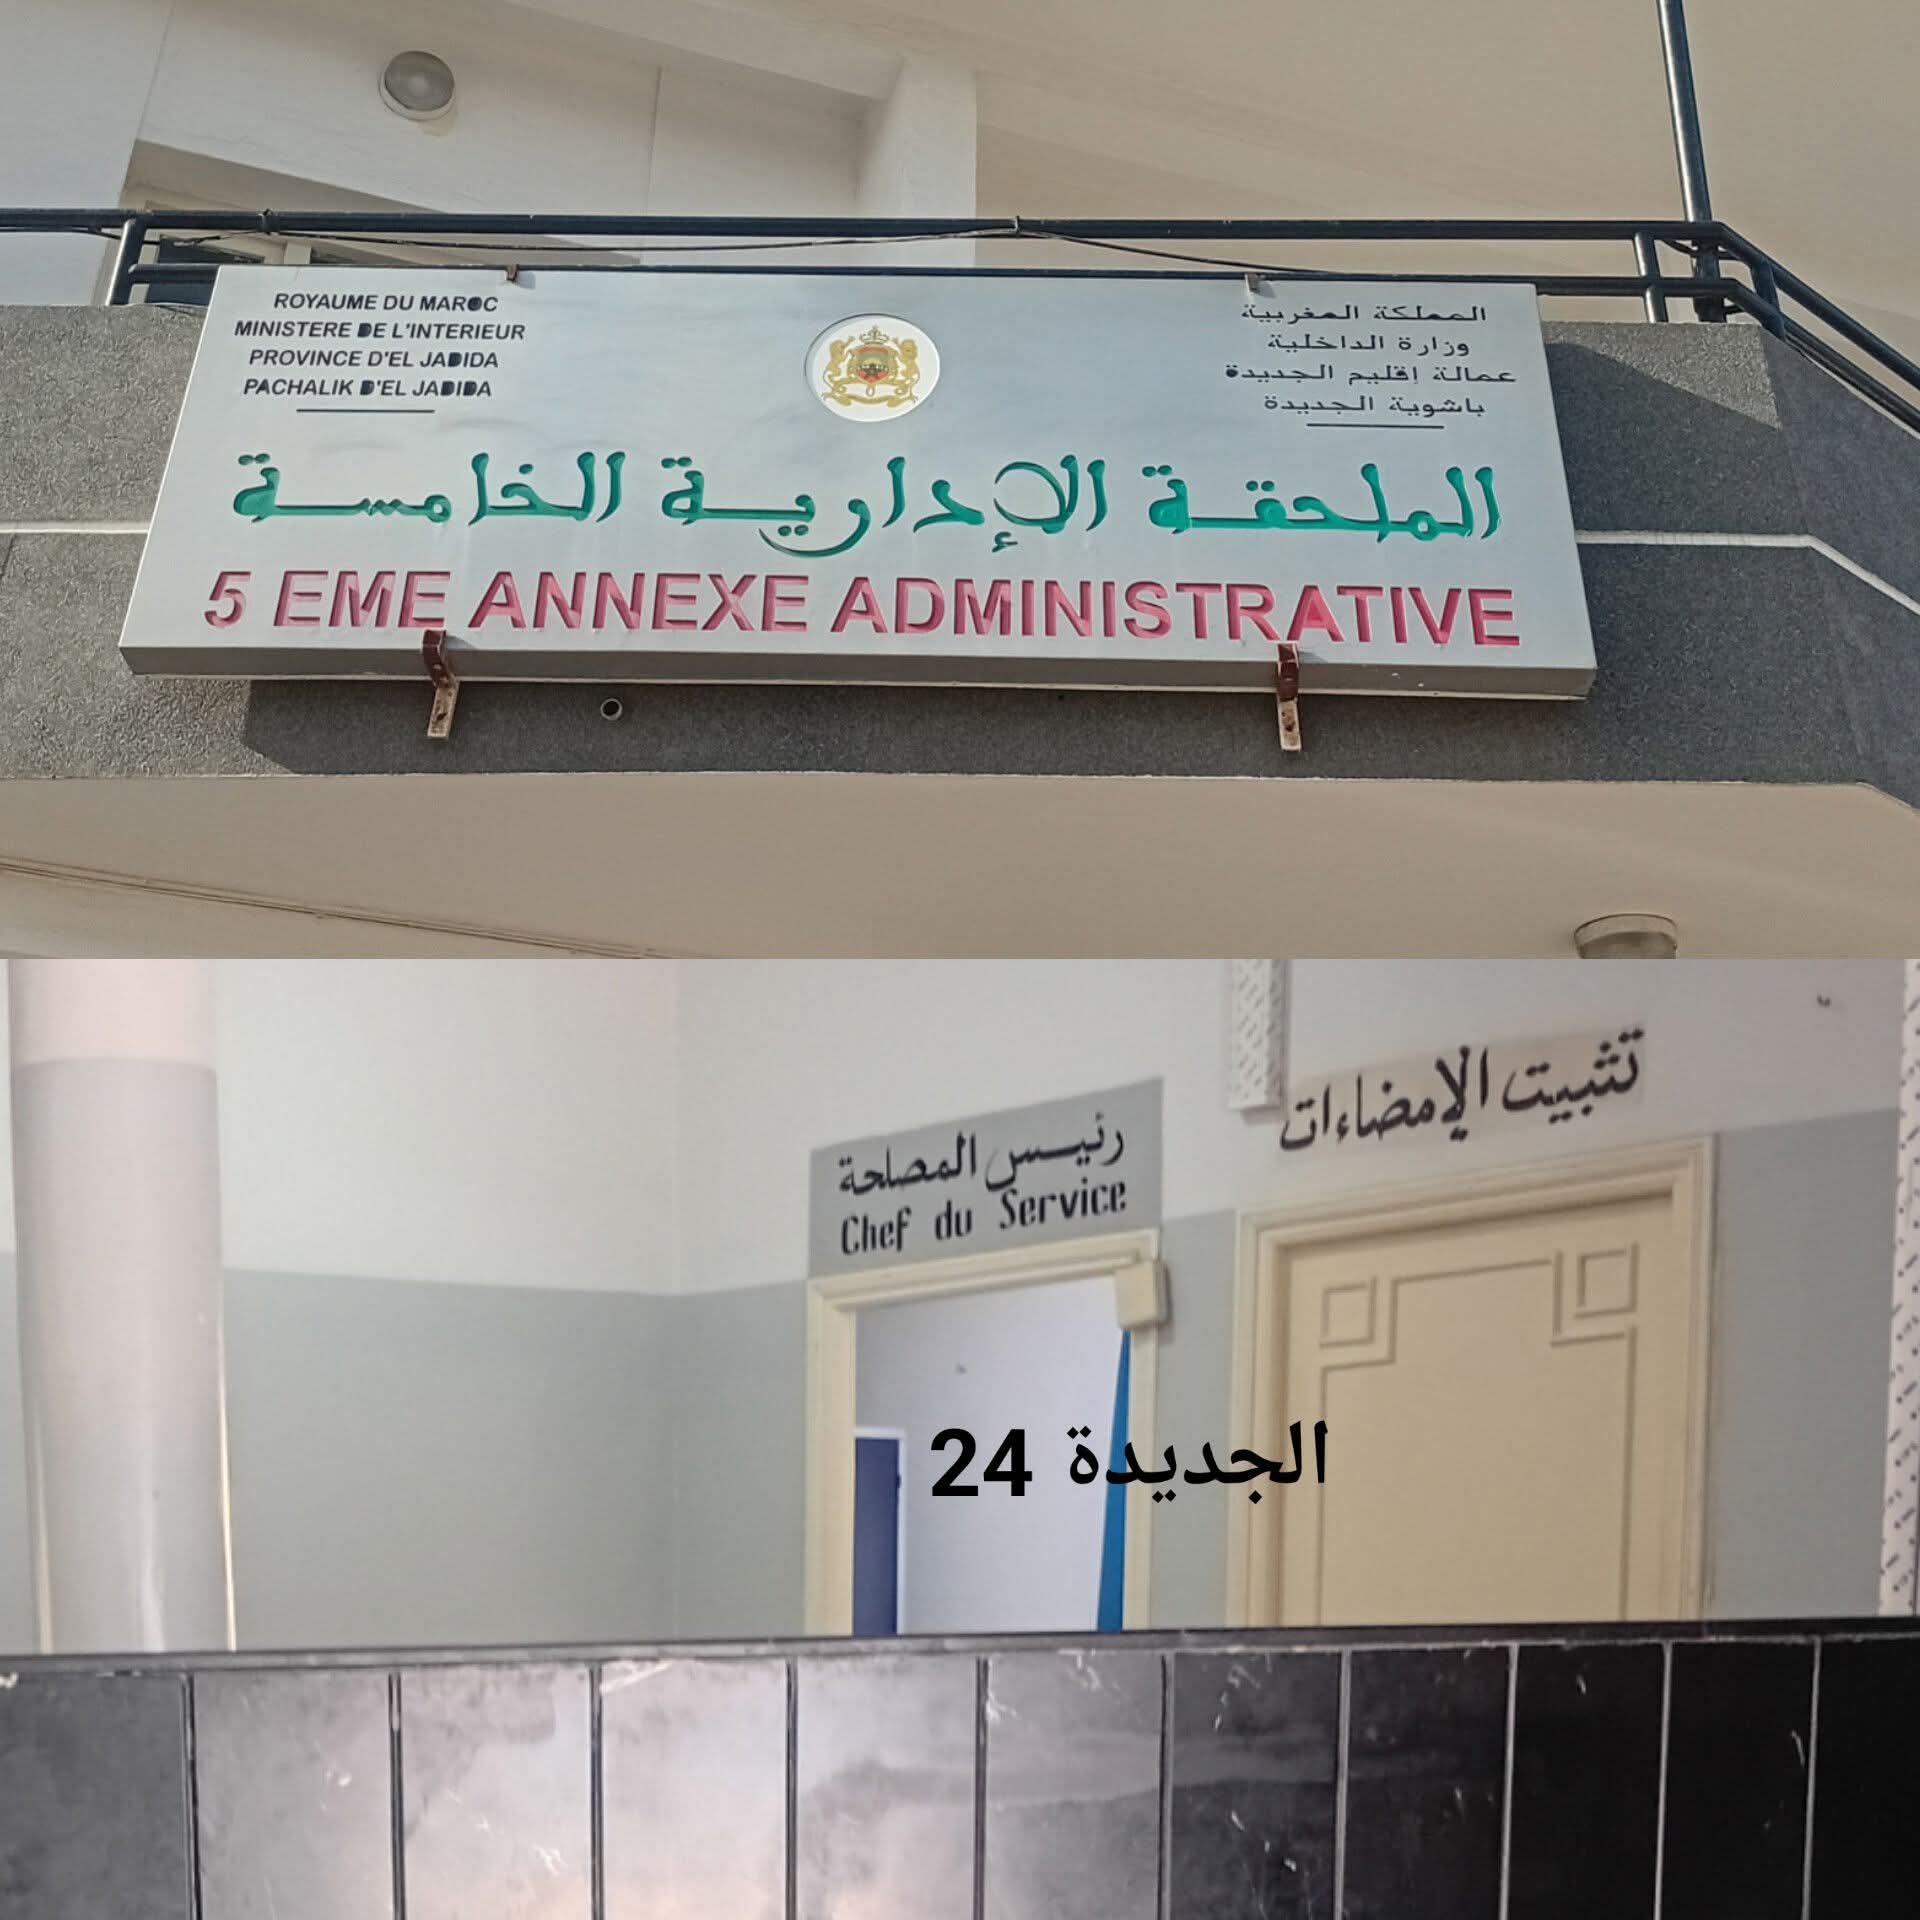 ROYAUME DU MAROC
MINISTERE DE L'INTERIEUR
PROVINCE D'EL JADIDA
PACHALIK D'EL JADIDA
المملكة المغربية
وزارة الداخلية
عمالة إقليم الجديدة
باشوية الجديدة
الملحقة الإدارية الخامسة
5 EME ANNEXE ADMINISTRATIVE
تثبيت الإمضاءات
رئيس المصلحة
Chef du Service
الجديدة 24